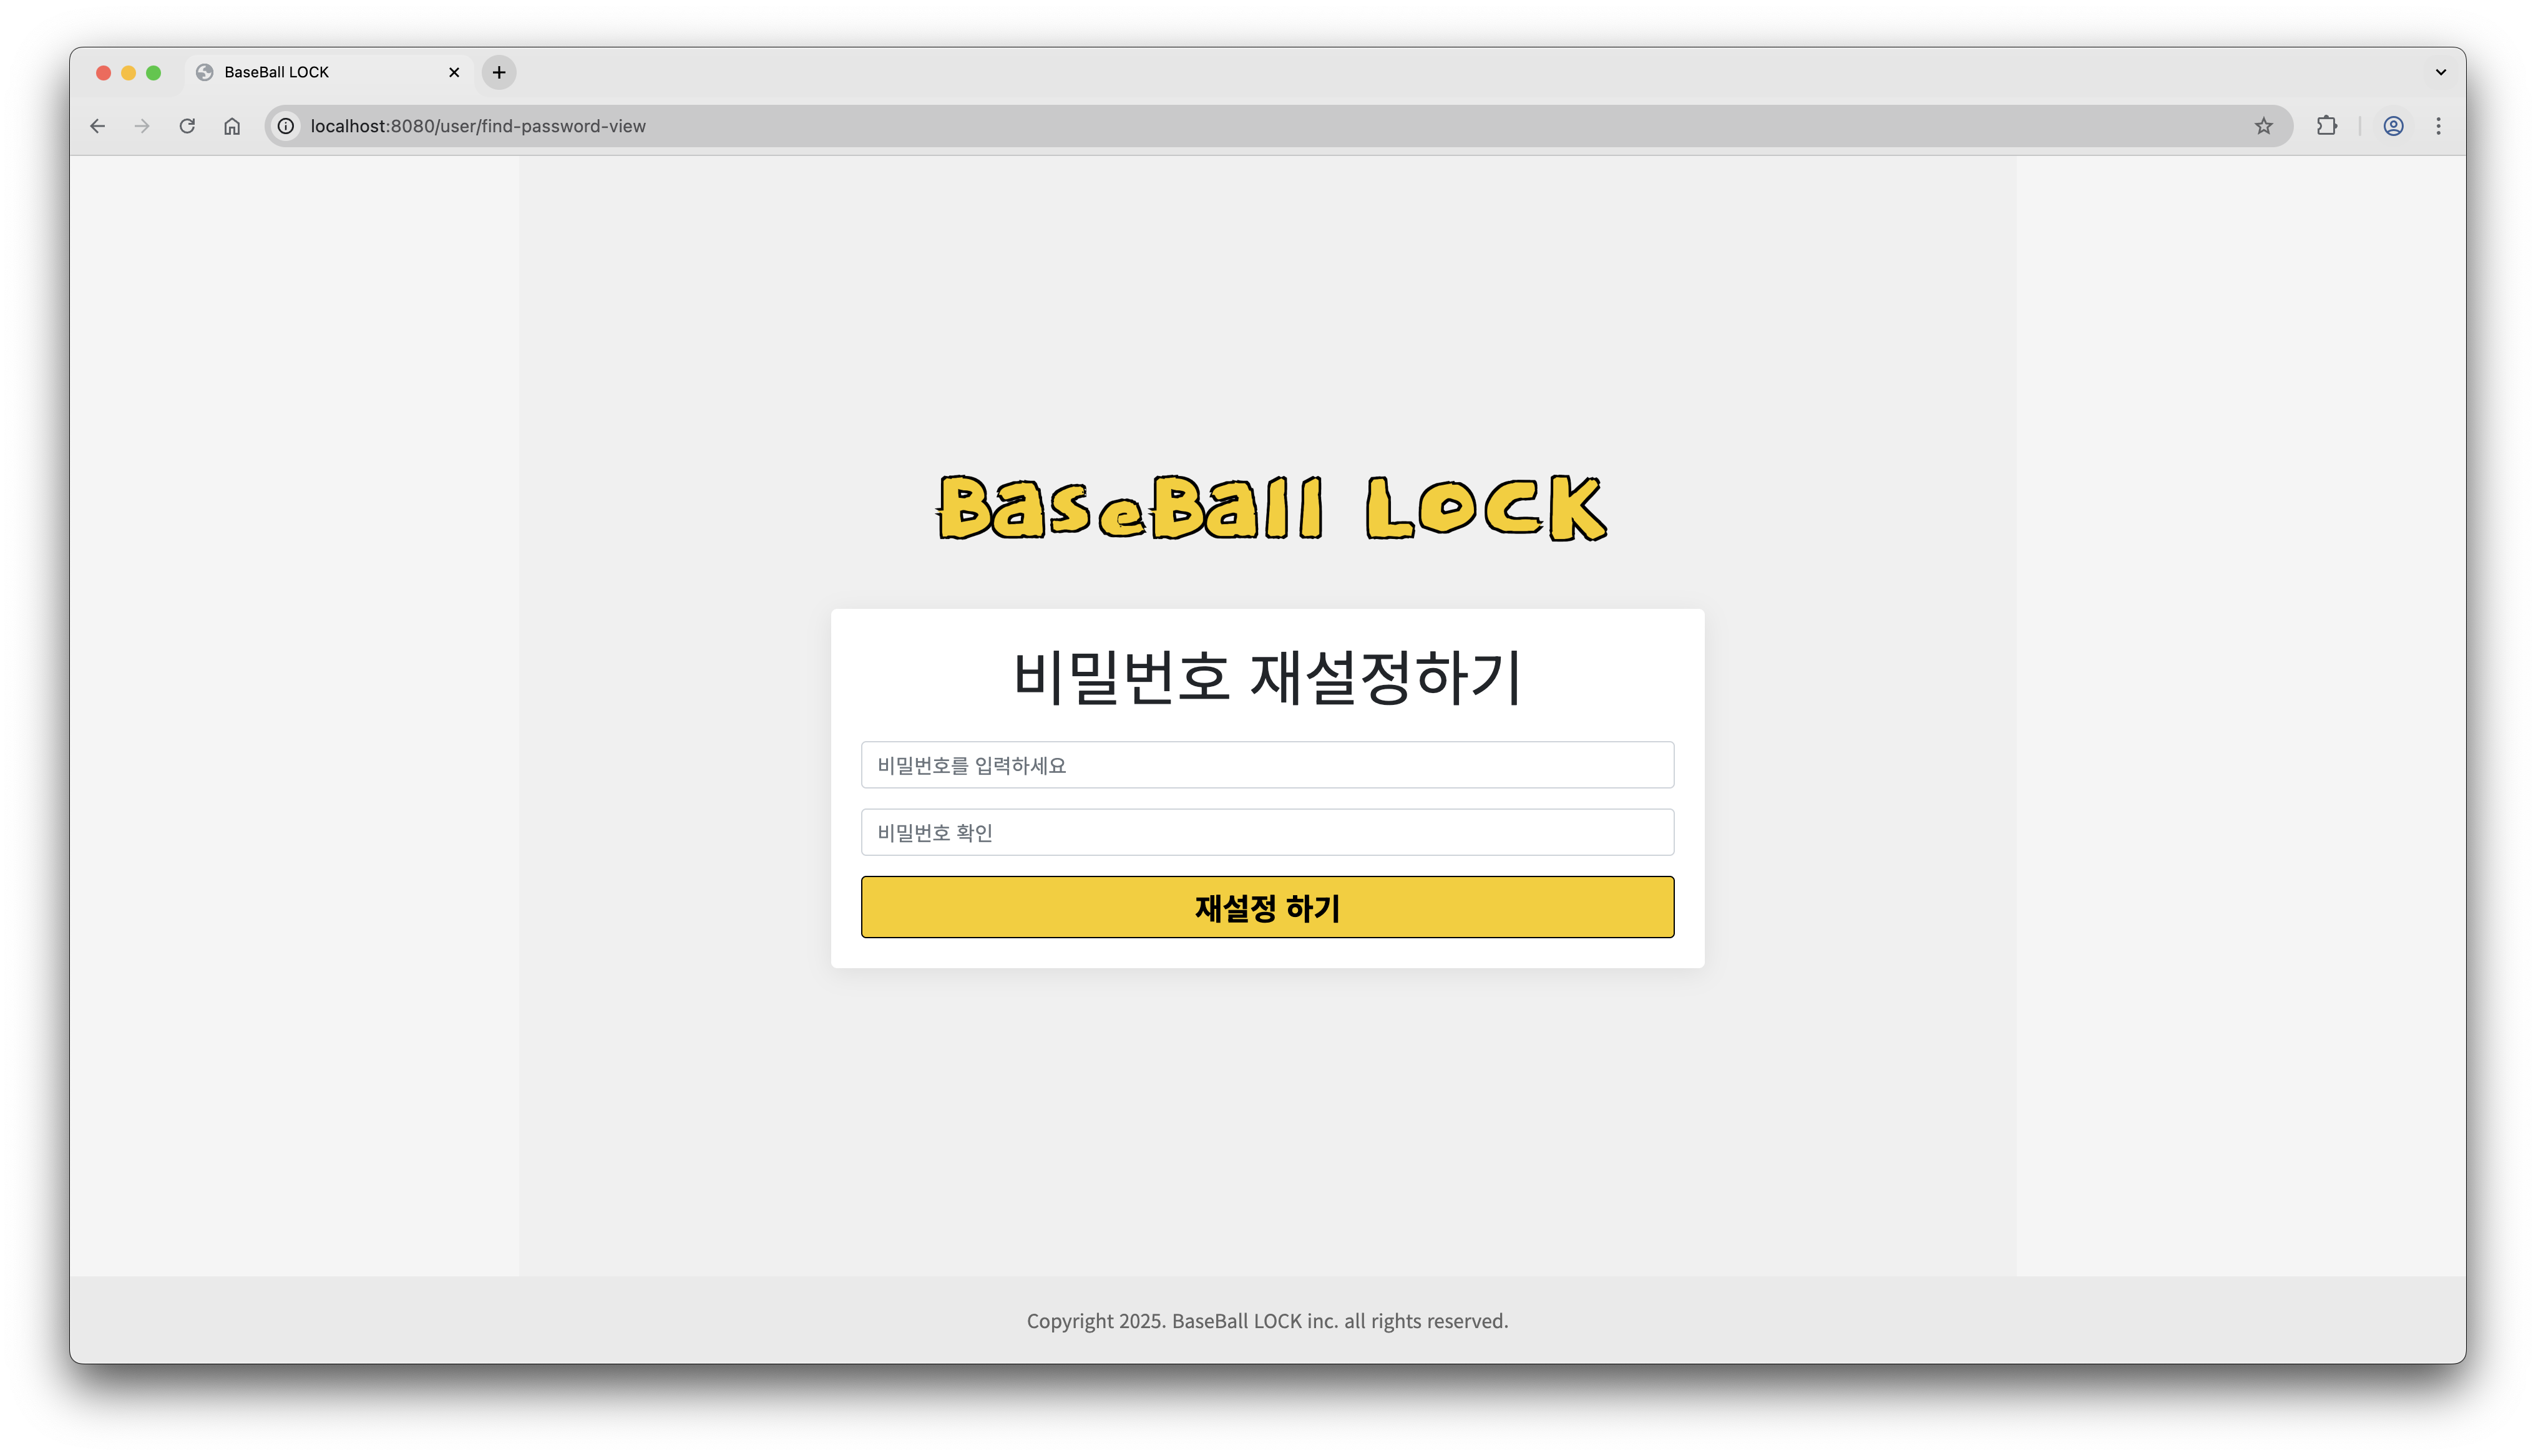 BaseBall LOCK
localhost:8080/user/find-password-view
BaseBall LOCK
비밀번호 재설정하기
비밀번호를 입력하세요
비밀번호 확인
재설정 하기
Copyright 2025. BaseBall LOCK inc. all rights reserved.